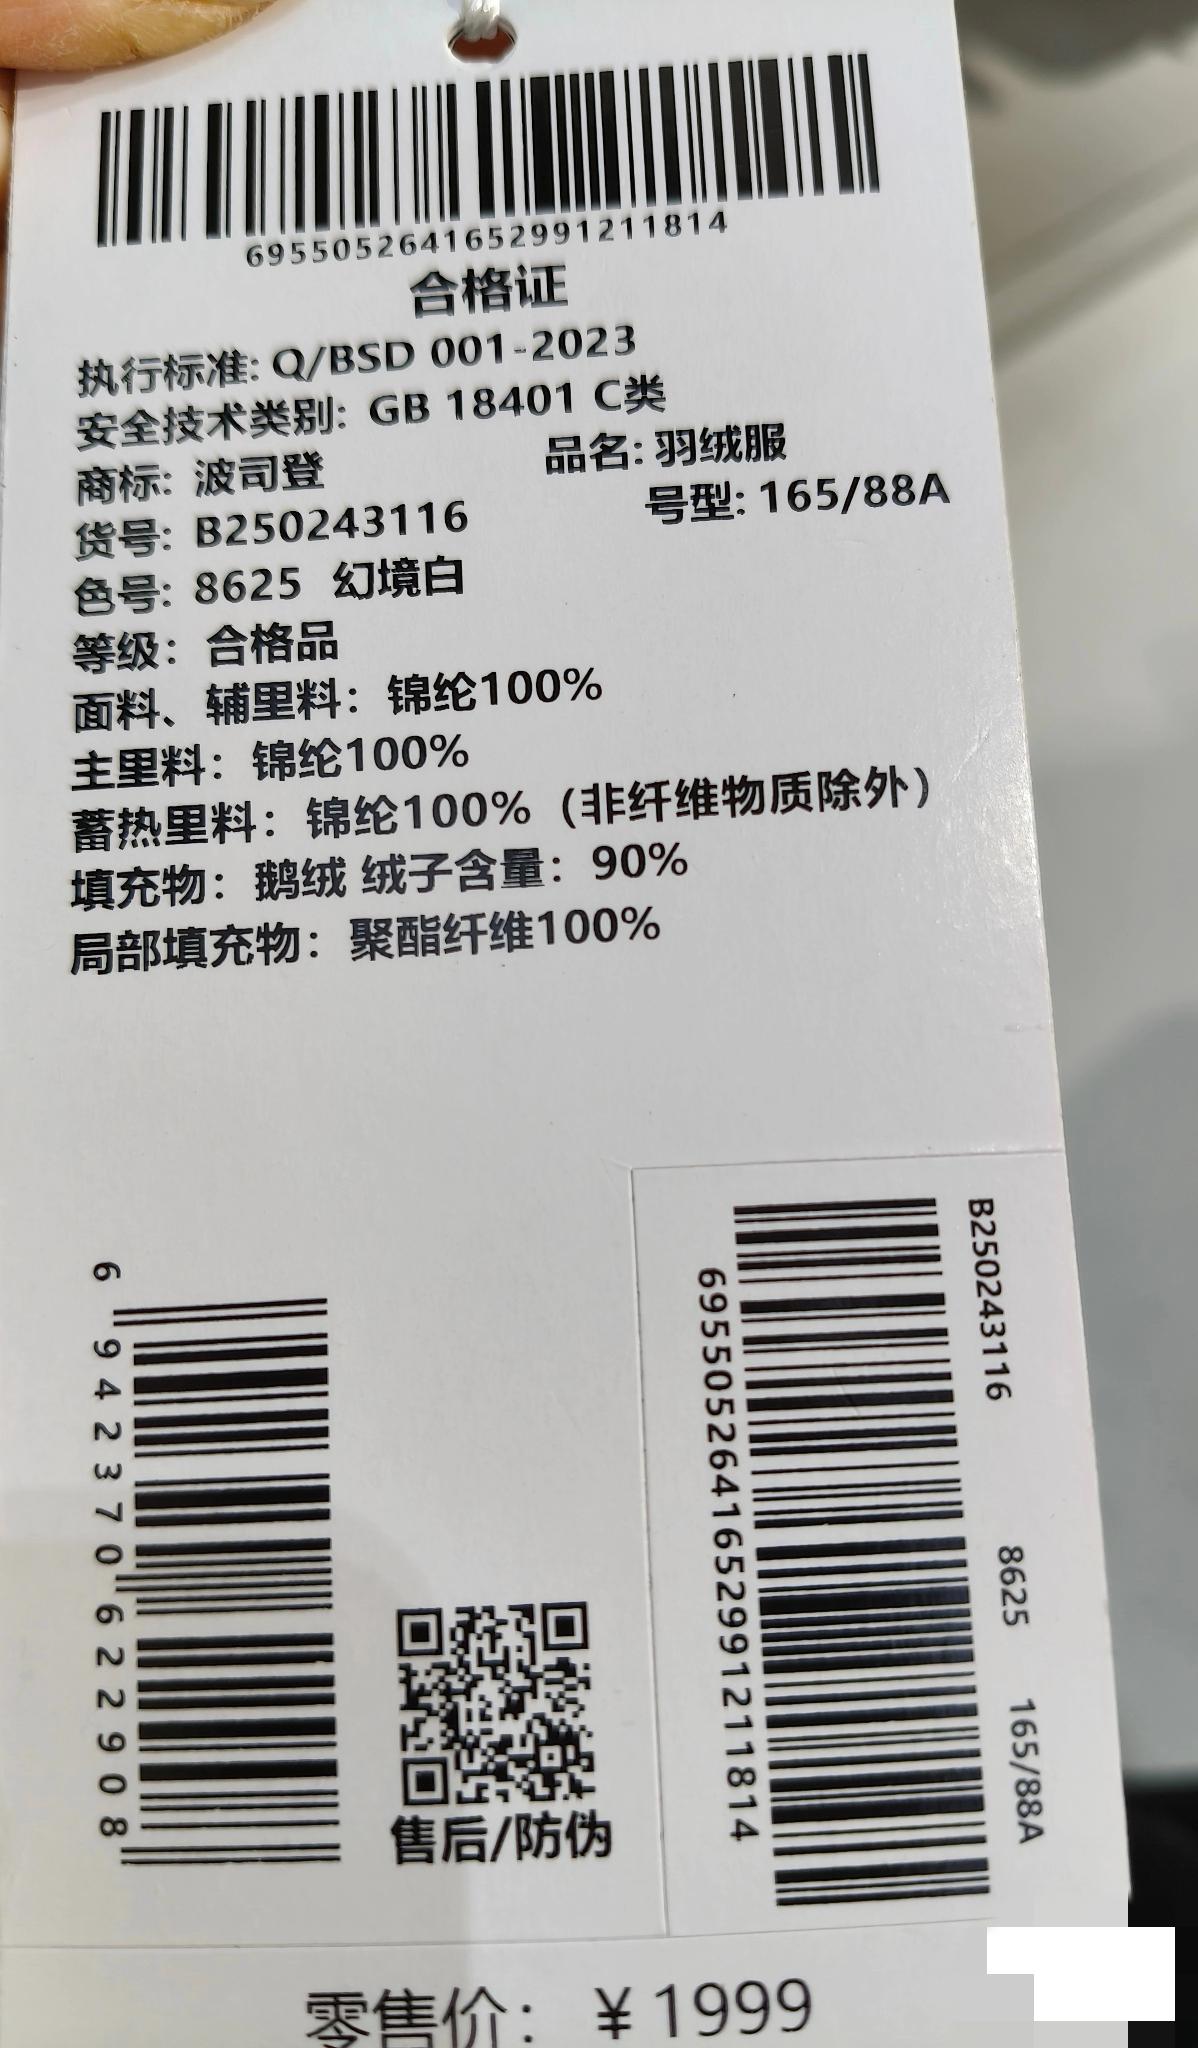 6955052641652991211814
合格证
执行标准: Q/BSD 001-2023
安全技术类别: GB 18401 C类
商标: 波司登 品名: 羽绒服
货号: B250243116 号型: 165/88A
色号: 8625 幻境白
等级: 合格品
面料、辅里料: 锦纶100%
主里料: 锦纶100%
蓄热里料: 锦纶100%（非纤维物质除外）
填充物: 鹅绒 绒子含量: 90%
局部填充物: 聚酯纤维100%
6 942370 622908
售后/防伪
B250243116 8625 165/88A
6955052641652991211814
零售价: ￥1999